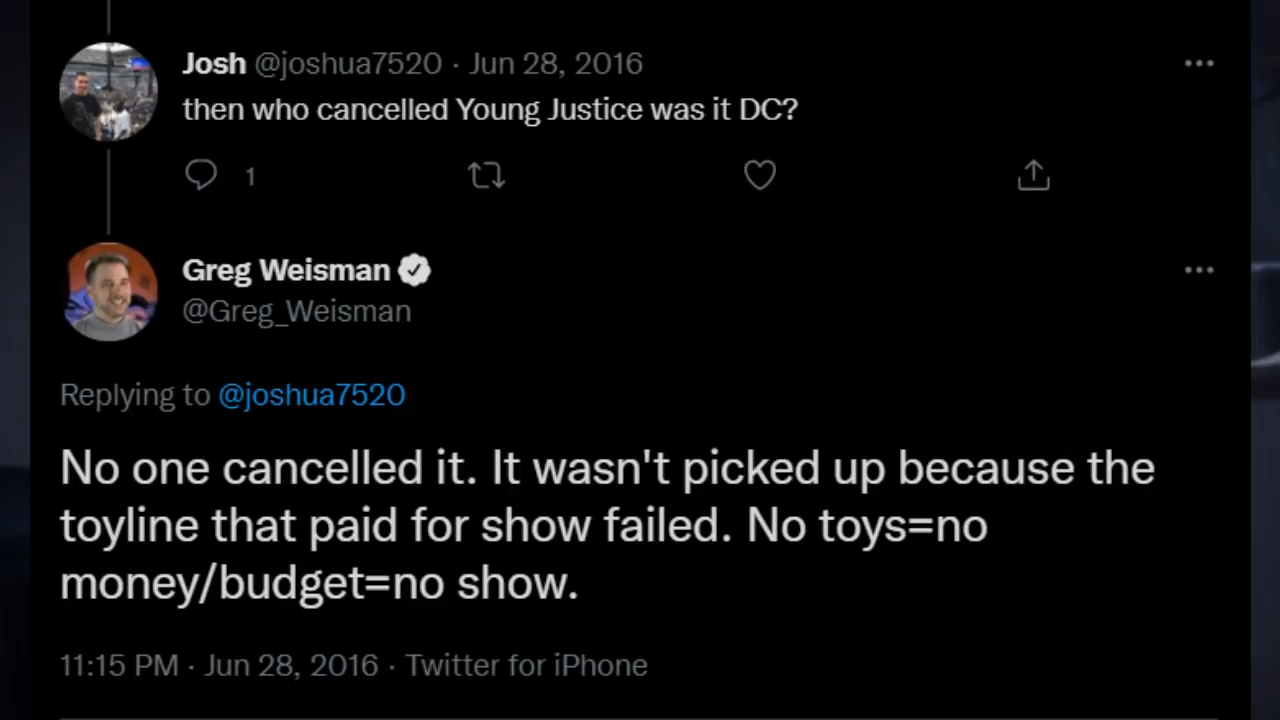 Josh @joshua7520 · Jun 28, 2016
then who cancelled Young Justice was it DC?
1
Greg Weisman
@Greg_Weisman
Replying to @joshua7520
No one cancelled it. It wasn't picked up because the
toyline that paid for show failed. No toys=no
money/budget=no show.
11:15 PM · Jun 28, 2016 · Twitter for iPhone